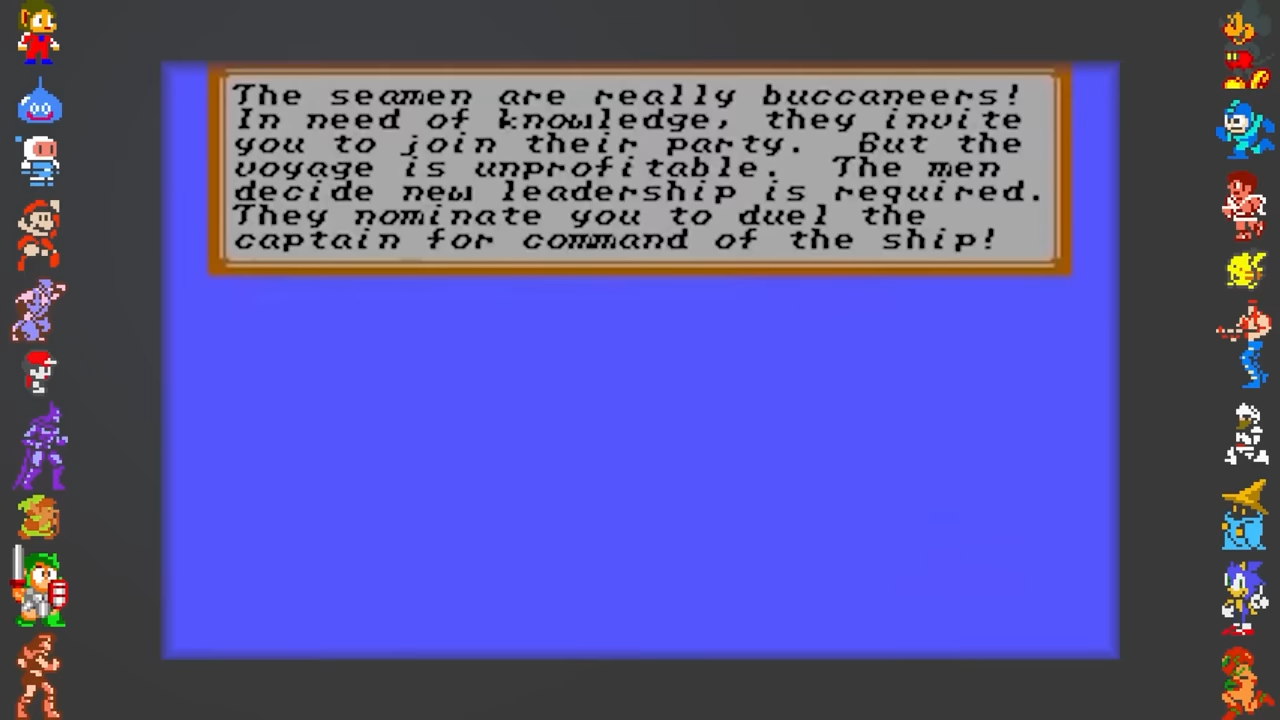 The seamen are really buccaneers!
In need of knowledge, they invite
you to join their party.  But the
voyage is unprofitable.  The men
decide new leadership is required.
They nominate you to duel the
captain for command of the ship!